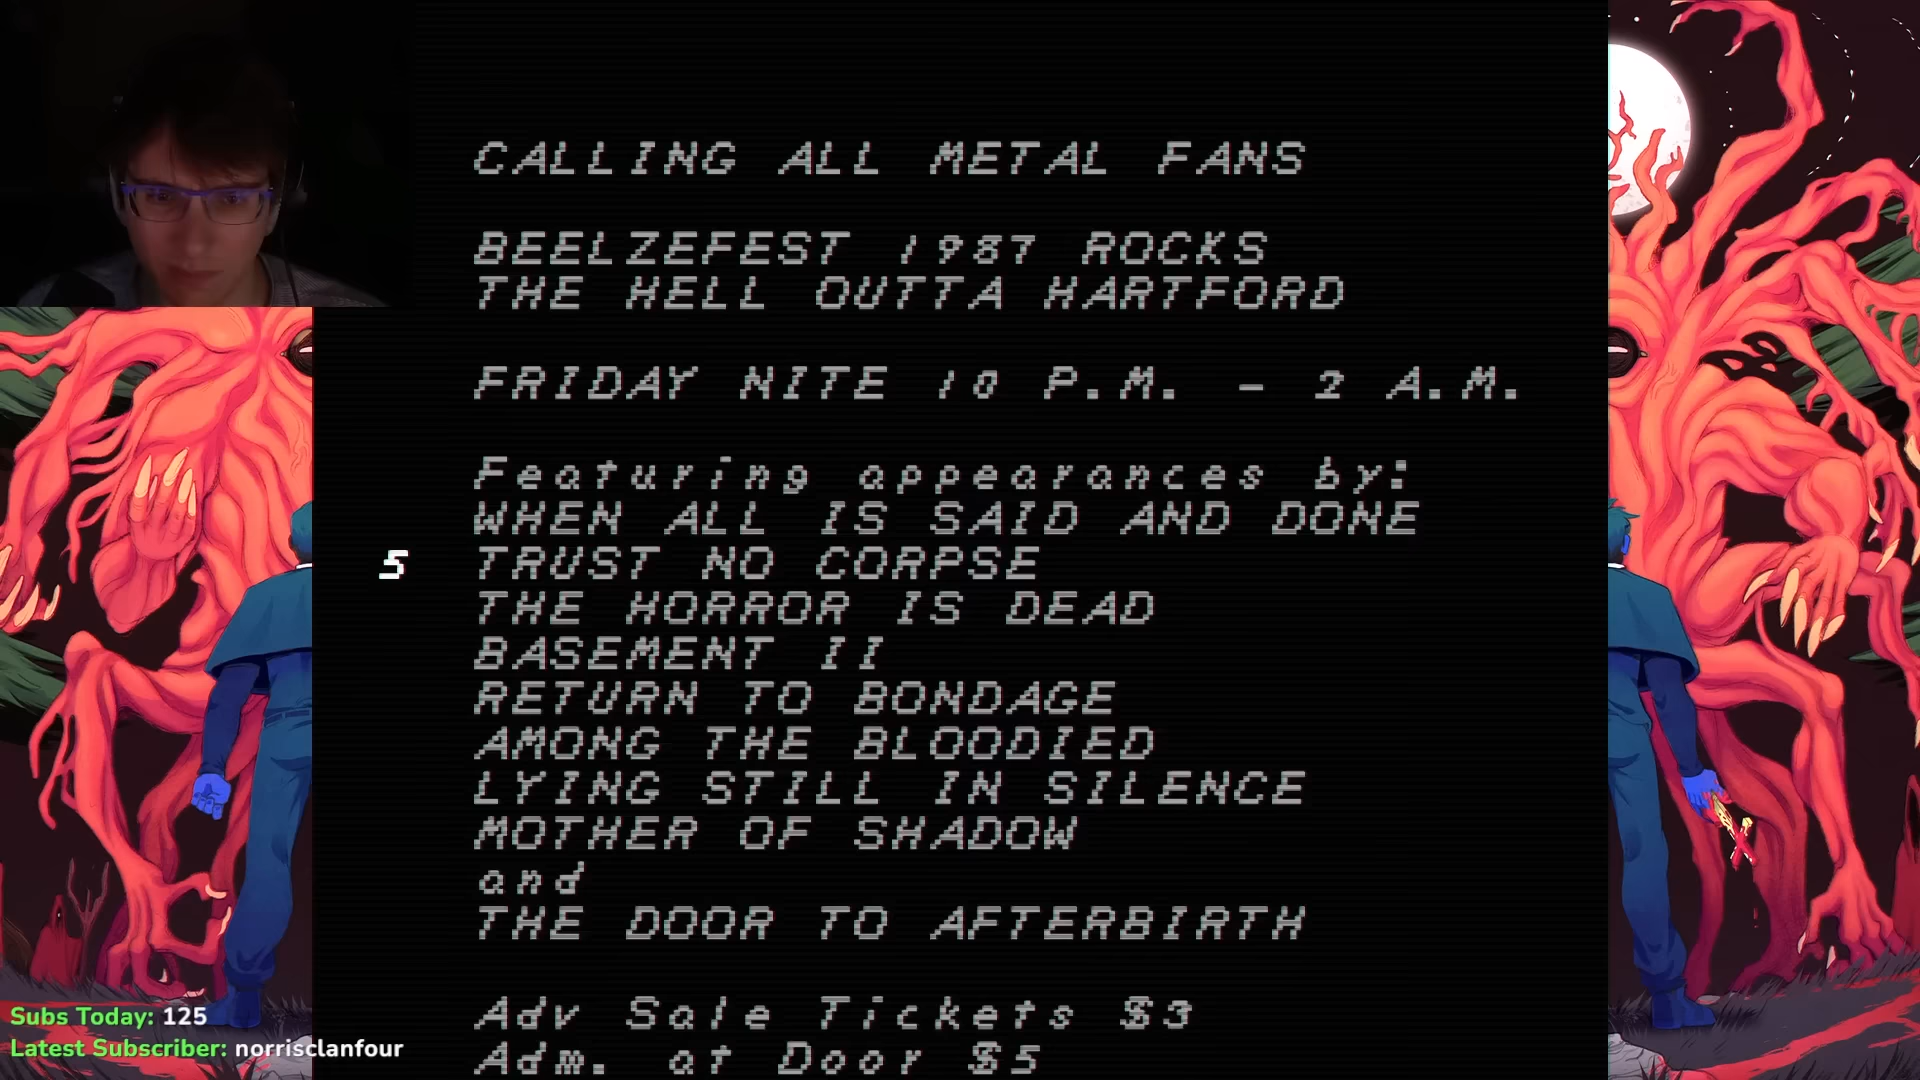 CALLING ALL METAL FANS
BEELZEFEST 1987 ROCKS
THE HELL OUTTA HARTFORD
FRIDAY NITE 10 P.M. - 2 A.M.
Featuring appearances by:
WHEN ALL IS SAID AND DONE
5 TRUST NO CORPSE
THE HORROR IS DEAD
BASEMENT II
RETURN TO BONDAGE
AMONG THE BLOODIED
LYING STILL IN SILENCE
MOTHER OF SHADOW
and
THE DOOR TO AFTERBIRTH
Adv Sale Tickets $3
Adm. at Door $5
Subs Today: 125
Latest Subscriber: norrisclanfour